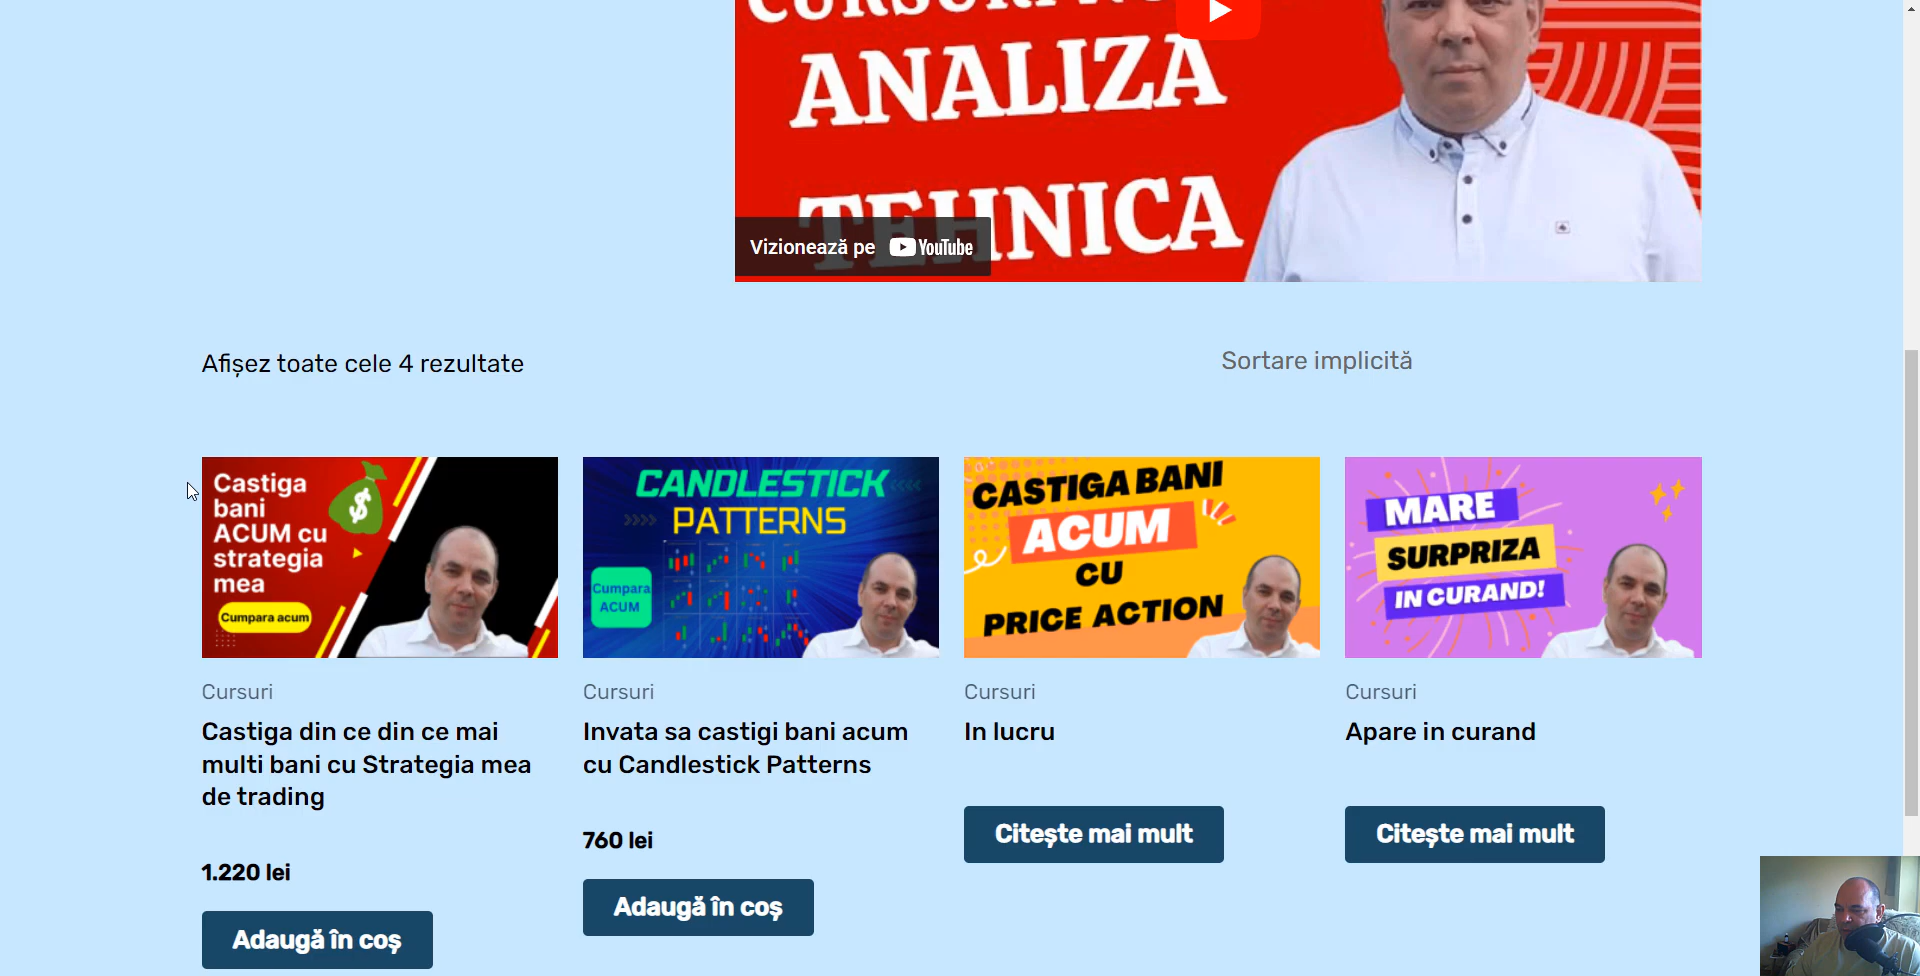 CURSURI
ANALIZA
TEHNICA
Vizionează pe YouTube
Afișez toate cele 4 rezultate
Sortare implicită
Castiga
bani
ACUM cu
strategia
mea
Cumpara acum
CANDLESTICK
PATTERNS
Cumpara
ACUM
CASTIGA BANI
ACUM
CU
PRICE ACTION
MARE
SURPRIZA
IN CURAND!
Cursuri
Castiga din ce din ce mai
multi bani cu Strategia mea
de trading
1.220 lei
Adaugă în coș
Cursuri
Invata sa castigi bani acum
cu Candlestick Patterns
760 lei
Adaugă în coș
Cursuri
In lucru
Citește mai mult
Cursuri
Apare in curand
Citește mai mult